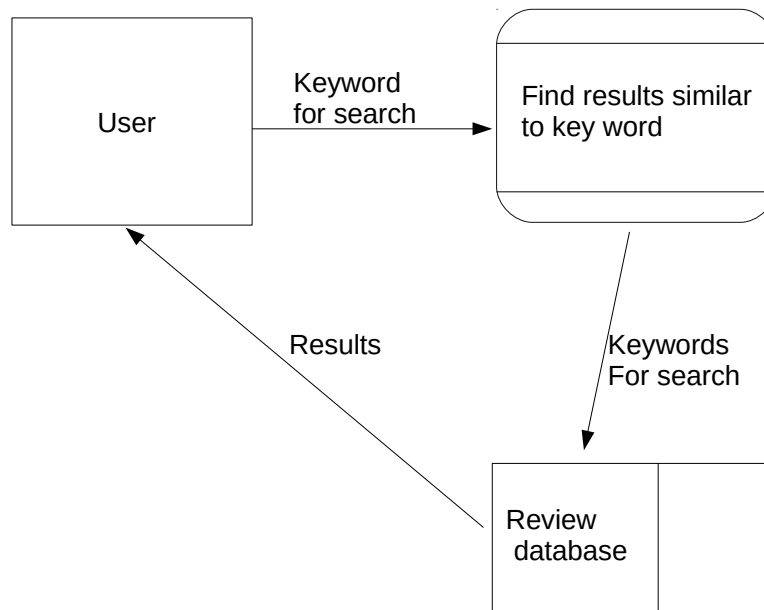 User
Keyword
for search
Find results similar
to key word
Results
Keywords
For search
Review
database